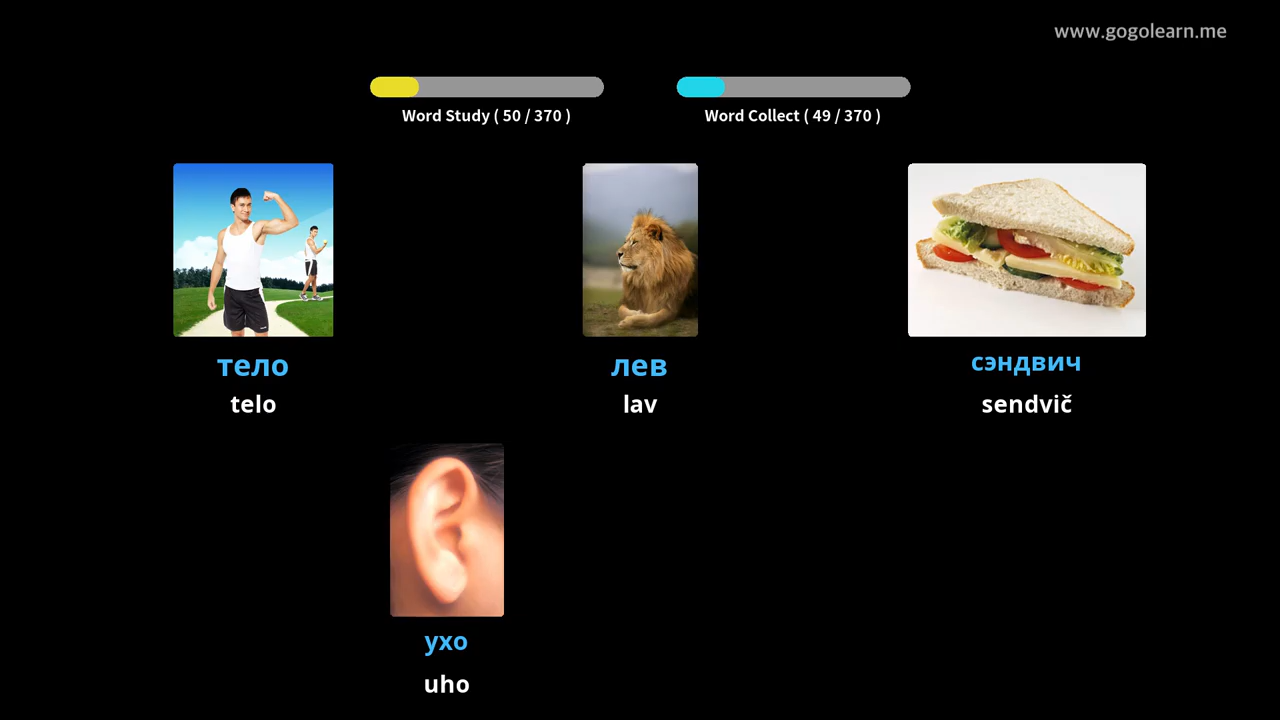 www.gogolearn.me
Word Study ( 50 / 370 )
Word Collect ( 49 / 370 )
тело
лев
сэндвич
telo
lav
sendvič
ухо
uho